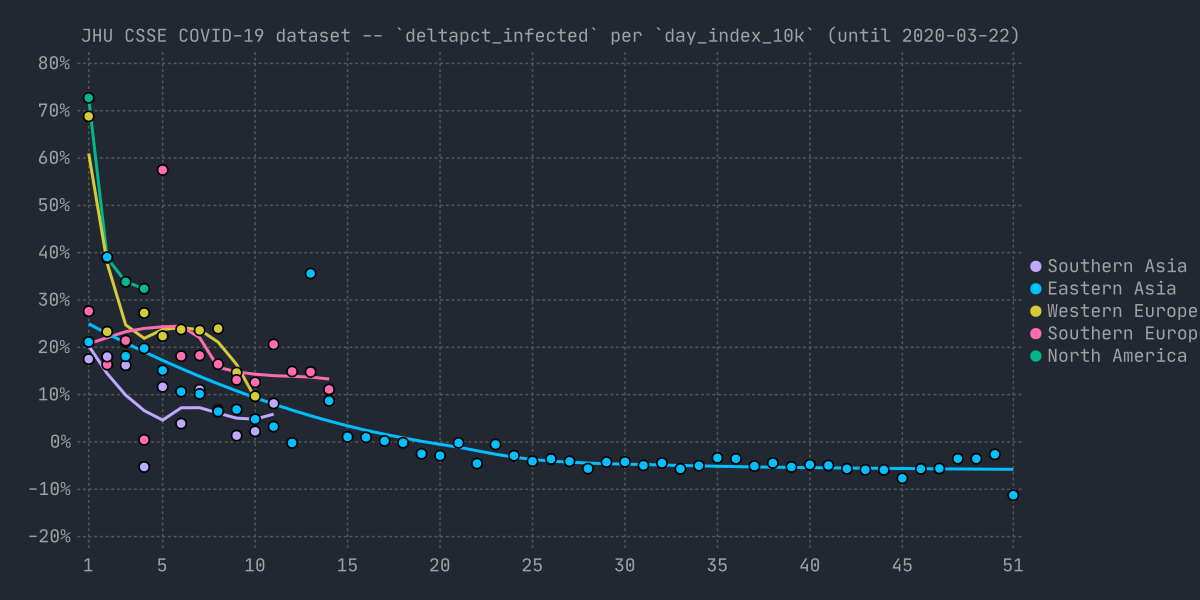 JHU CSSE COVID-19 dataset -- `deltapct_infected` per `day_index_10k` (until 2020-03-22)
80%
70%
60%
50%
40%
30%
20%
10%
0%
-10%
-20%
1 5 10 15 20 25 30 35 40 45 51
Southern Asia
Eastern Asia
Western Europe
Southern Europ
North America